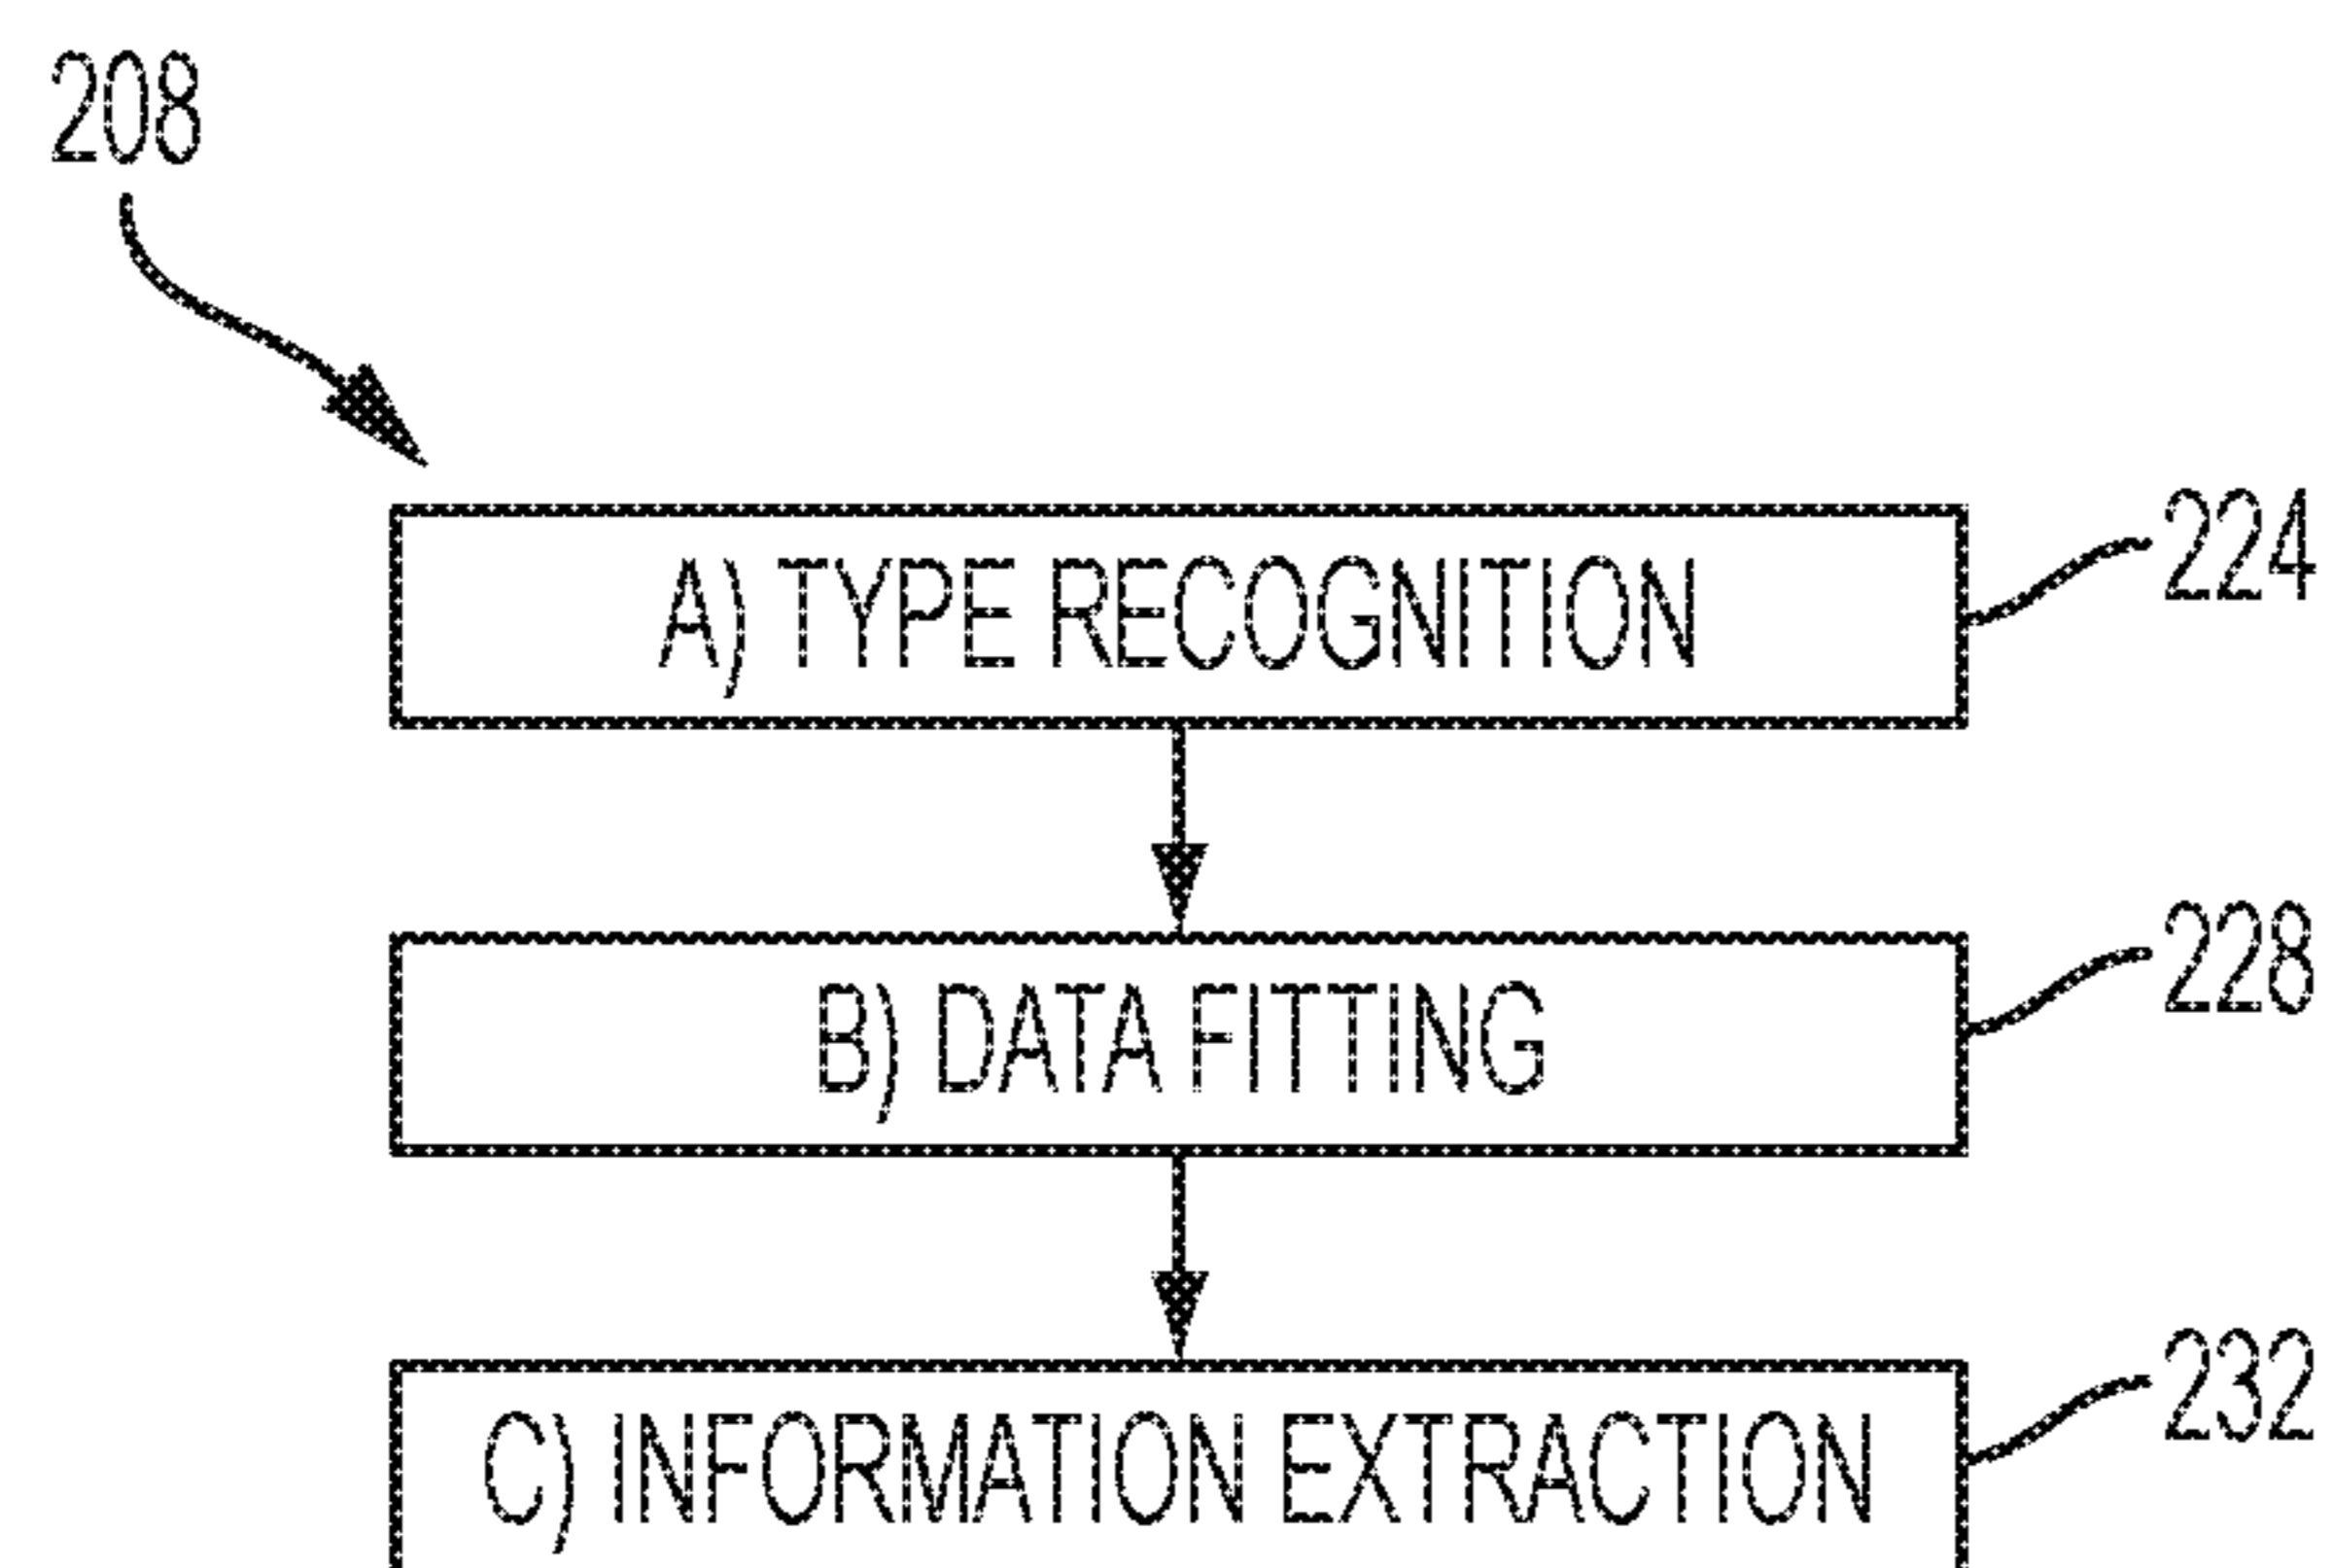 208
A) TYPE RECOGNITION
224
B) DATA FITTING
228
C) INFORMATION EXTRACTION
232